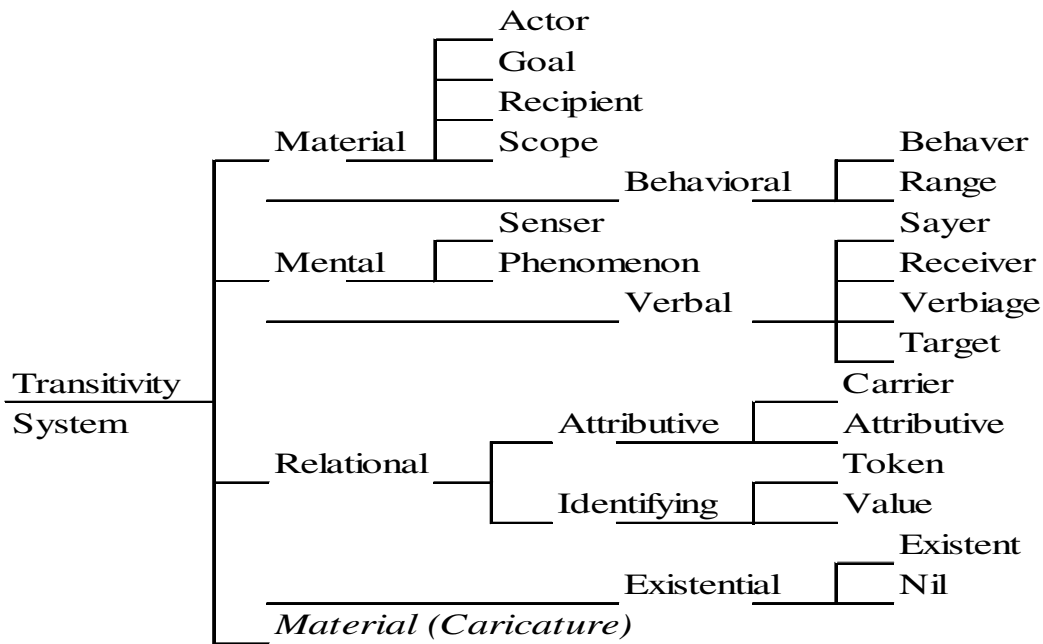 Actor
Goal
Recipient
Material Scope Behaver
Behavioral Range
Senser Sayer
Mental Phenomenon Receiver
Verbal Verbiage
Target
Transitivity Carrier
System Attributive Attributive
Relational Token
Identifying Value
Existent
Existential Nil
Material (Caricature)